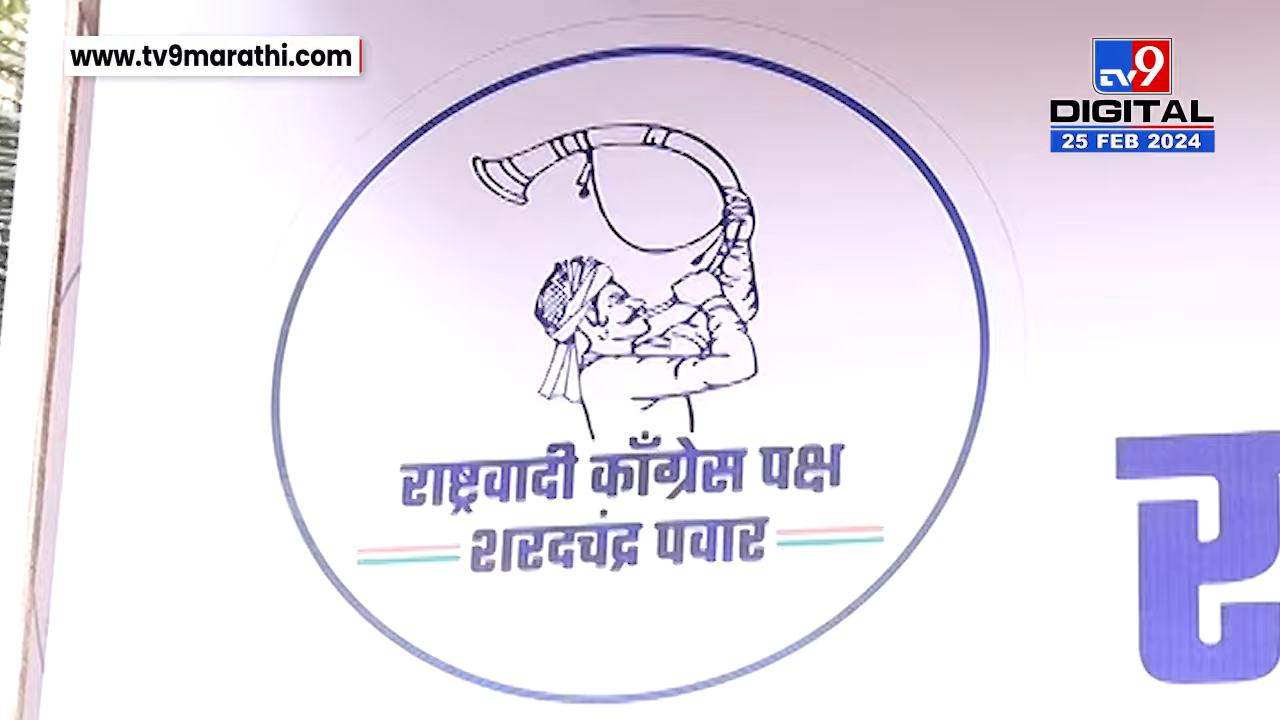 www.tv9marathi.com
tv9
DIGITAL
25 FEB 2024
राष्ट्रवादी काँग्रेस पक्ष
शरदचंद्र पवार